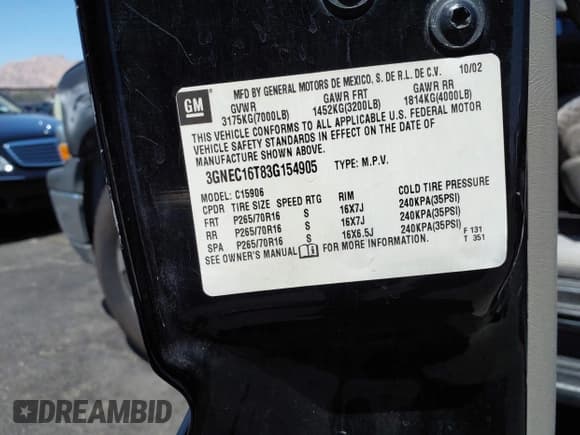 GM
MFD BY GENERAL MOTORS DE MEXICO, S. DE R.L. DE C.V. 10/02
GVWR GAWR FRT GAWR RR
3175KG(7000LB) 1452KG(3200LB) 1814KG(4000LB)
THIS VEHICLE CONFORMS TO ALL APPLICABLE U.S. FEDERAL MOTOR
VEHICLE SAFETY STANDARDS IN EFFECT ON THE DATE OF
MANUFACTURE SHOWN ABOVE.
3GNEC16T83G154905 TYPE: M.P.V.
MODEL: C15906
CPDR TIRE SIZE SPEED RTG RIM COLD TIRE PRESSURE
FRT P265/70R16 S 16X7J 240KPA(35PSI)
RR P265/70R16 S 16X7J 240KPA(35PSI)
SPA P265/70R16 S 16X6.5J 240KPA(35PSI)
SEE OWNER'S MANUAL FOR MORE INFORMATION.
F 131
T 351
DREAMBID